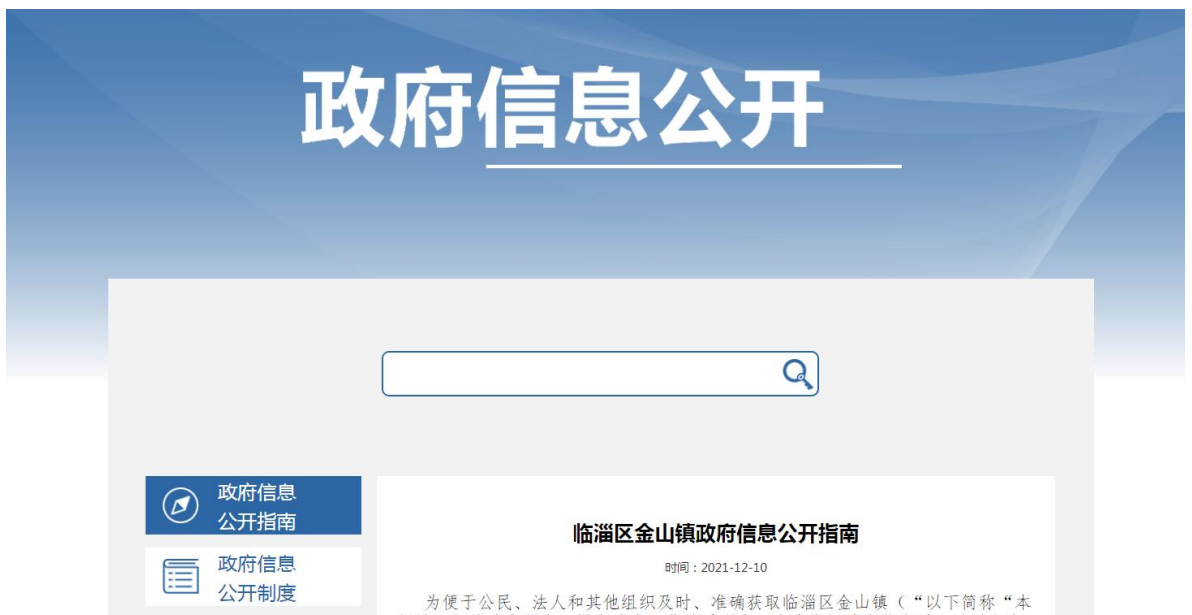 政府信息公开
政府信息
公开指南
政府信息
公开制度
临淄区金山镇政府信息公开指南
时间：2021-12-10
为便于公民、法人和其他组织及时、准确获取临淄区金山镇（“以下简称“本